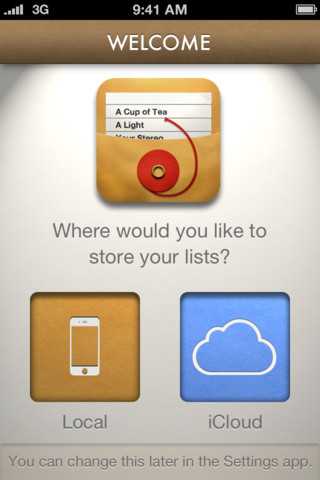 3G 9:41 AM
WELCOME
A Cup of Tea
A Light
Your Stereo
Where would you like to
store your lists?
Local iCloud
You can change this later in the Settings app.